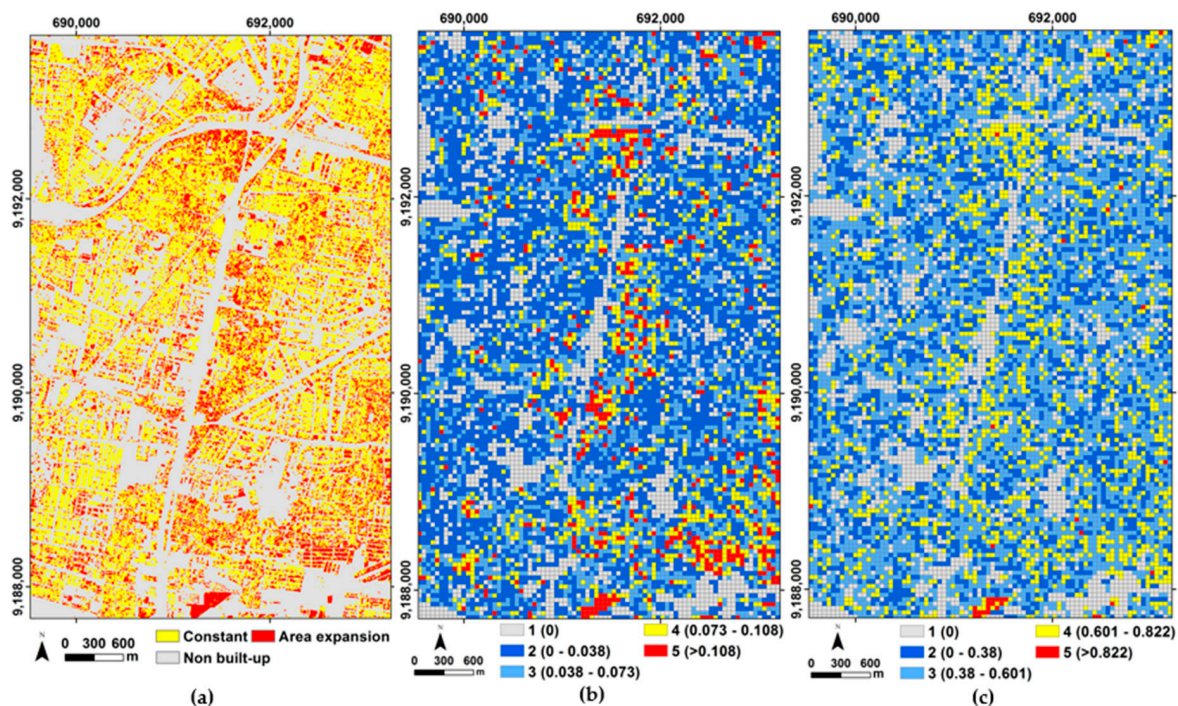 690,000 692,000
690,000 692,000
690,000 692,000
9,192,000
9,190,000
9,188,000
9,192,000
9,190,000
9,188,000
9,192,000
9,190,000
9,188,000
N
0 300 600
m
Constant
Area expansion
Non built-up
(a)
N
0 300 600
m
1 (0)
2 (0 - 0.038)
3 (0.038 - 0.073)
4 (0.073 - 0.108)
5 (>0.108)
(b)
N
0 300 600
m
1 (0)
2 (0 - 0.38)
3 (0.38 - 0.601)
4 (0.601 - 0.822)
5 (>0.822)
(c)